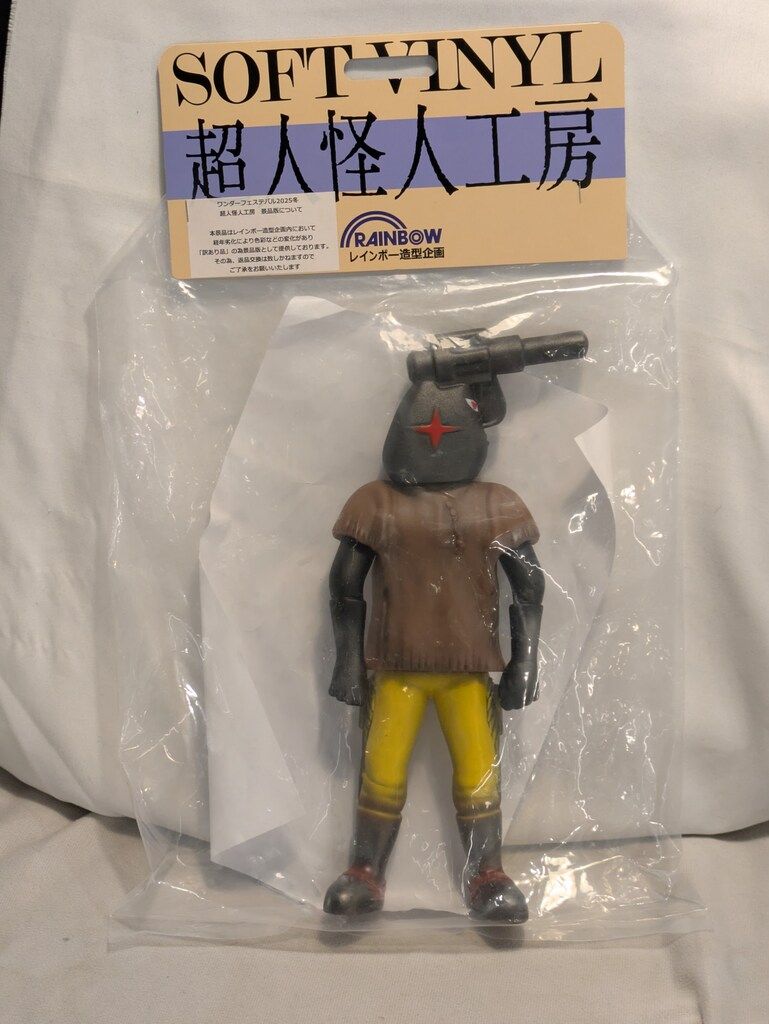 SOFT VINYL
超人怪人工房
ワンダーフェスティバル2025冬
超人怪人工房 景品版について
本景品はレインボー造型企画内において
経年劣化により色彩などの変化があり
「訳あり品」の為景品版として提供しております。
その為、返品交換は致しかねますので
ご了承をお願いいたします
RAINBOW
レインボー造型企画